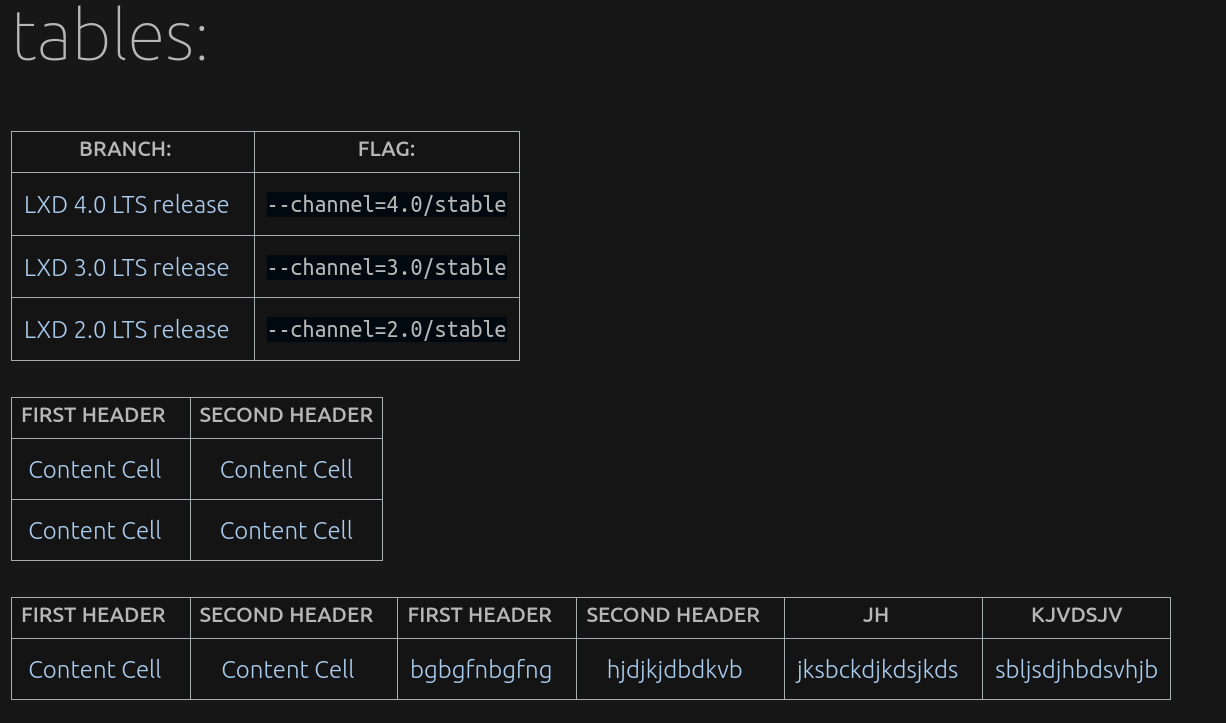 tables:
BRANCH: FLAG:
LXD 4.0 LTS release --channel=4.0/stable
LXD 3.0 LTS release --channel=3.0/stable
LXD 2.0 LTS release --channel=2.0/stable
FIRST HEADER SECOND HEADER
Content Cell Content Cell
Content Cell Content Cell
FIRST HEADER SECOND HEADER FIRST HEADER SECOND HEADER JH KJVDSJV
Content Cell Content Cell bgbgfnbgfng hjdjkjdbdkvb jksbckdjkdsjkds sbljsdjhbdsvhjb